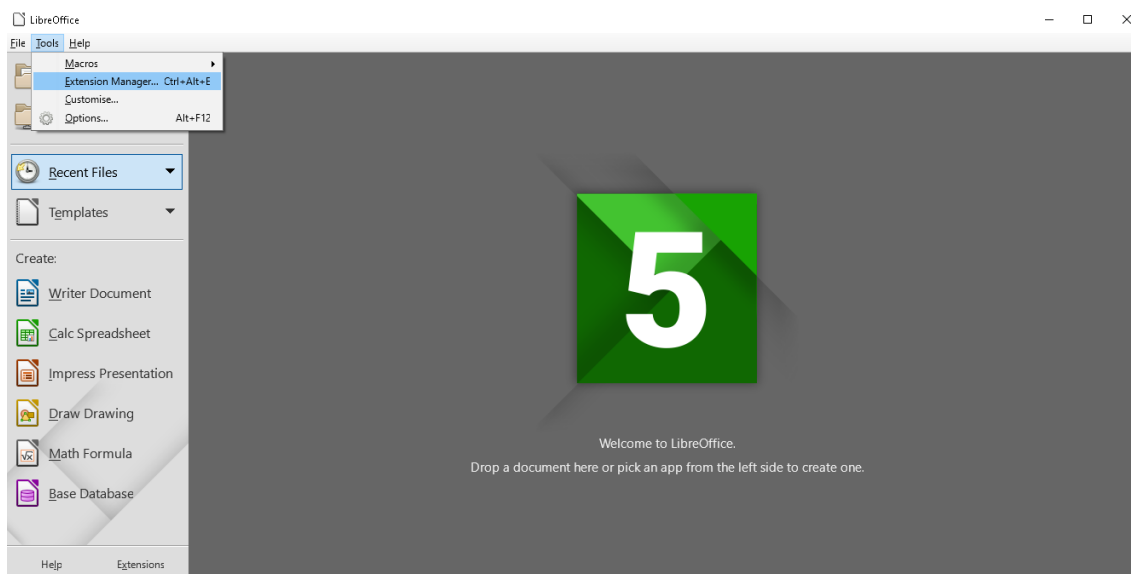 LibreOffice
File Tools Help
Macros
Extension Manager... Ctrl+Alt+E
Customise...
Options... Alt+F12
Recent Files
Templates
Create:
Writer Document
Calc Spreadsheet
Impress Presentation
Draw Drawing
Math Formula
Base Database
Help Extensions
5
Welcome to LibreOffice.
Drop a document here or pick an app from the left side to create one.